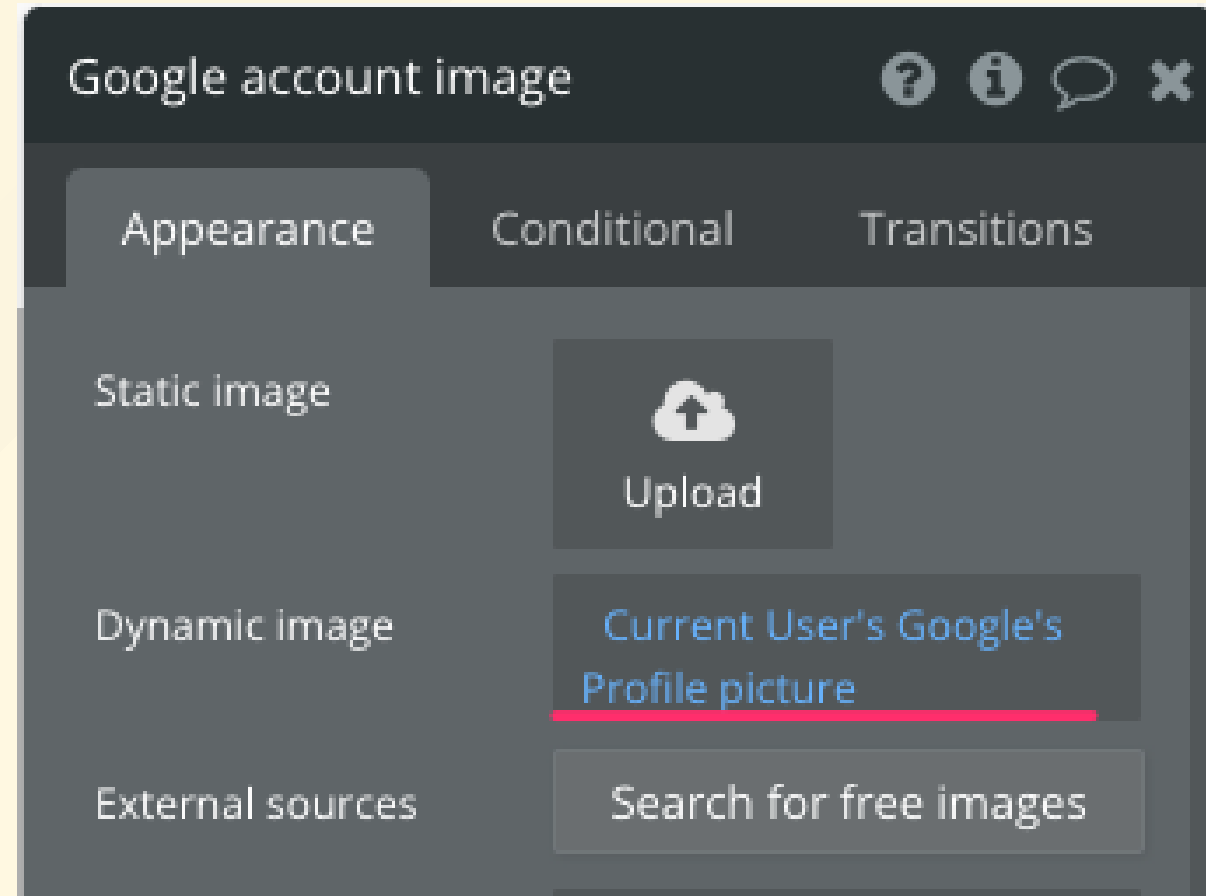 Google account image
Appearance Conditional Transitions
Static image
Upload
Dynamic image
Current User's Google's
Profile picture
External sources
Search for free images